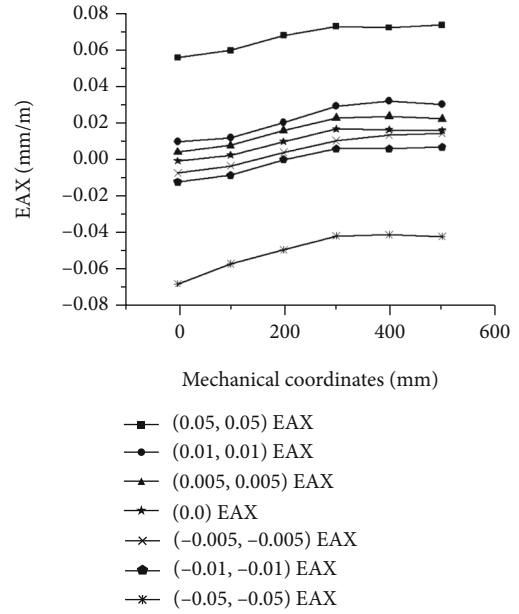 0.08
0.06
0.04
0.02
0.00
−0.02
−0.04
−0.06
−0.08
EAX (mm/m)
0 200 400 600
Mechanical coordinates (mm)
(0.05, 0.05) EAX
(0.01, 0.01) EAX
(0.005, 0.005) EAX
(0.0) EAX
(−0.005, −0.005) EAX
(−0.01, −0.01) EAX
(−0.05, −0.05) EAX